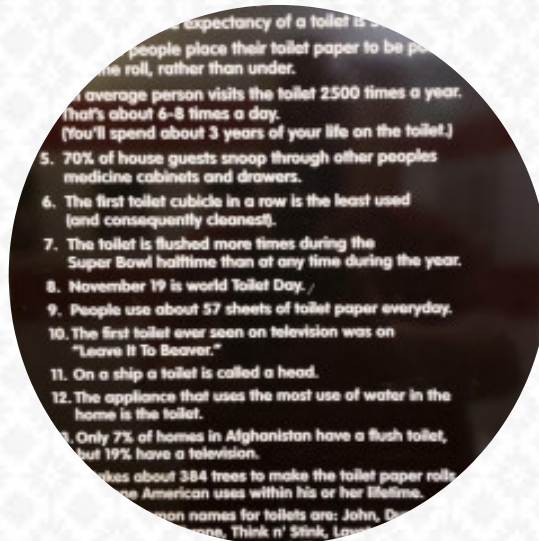 expectancy of a toilet is
people place their toilet paper to be
roll, rather than under.
average person visits the toilet 2500 times a year.
That's about 6-8 times a day.
(You'll spend about 3 years of your life on the toilet.)
5. 70% of house guests snoop through other peoples
medicine cabinets and drawers.
6. The first toilet cubicle in a row is the least used
(and consequently cleanest).
7. The toilet is flushed more times during the
Super Bowl halftime than at any time during the year.
8. November 19 is world Toilet Day.
9. People use about 57 sheets of toilet paper everyday.
10. The first toilet ever seen on television was on
"Leave It To Beaver."
11. On a ship a toilet is called a head.
12. The appliance that uses the most use of water in the
home is the toilet.
Only 7% of homes in Afghanistan have a flush toilet,
but 19% have a television.
about 384 trees to make the toilet paper rolls
American uses within his or her lifetime.
names for toilets are: John,
Think n' Stink,